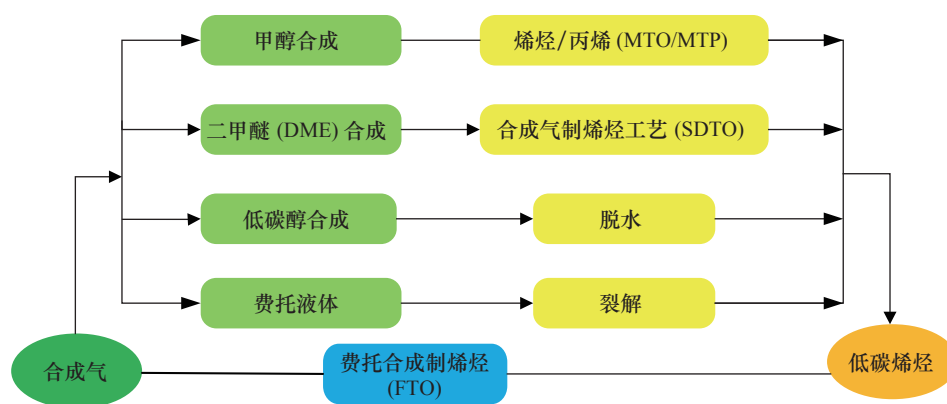 甲醇合成
烯烃/丙烯 (MTO/MTP)
二甲醚 (DME) 合成
合成气制烯烃工艺 (SDTO)
低碳醇合成
脱水
费托液体
裂解
合成气
费托合成制烯烃
(FTO)
低碳烯烃